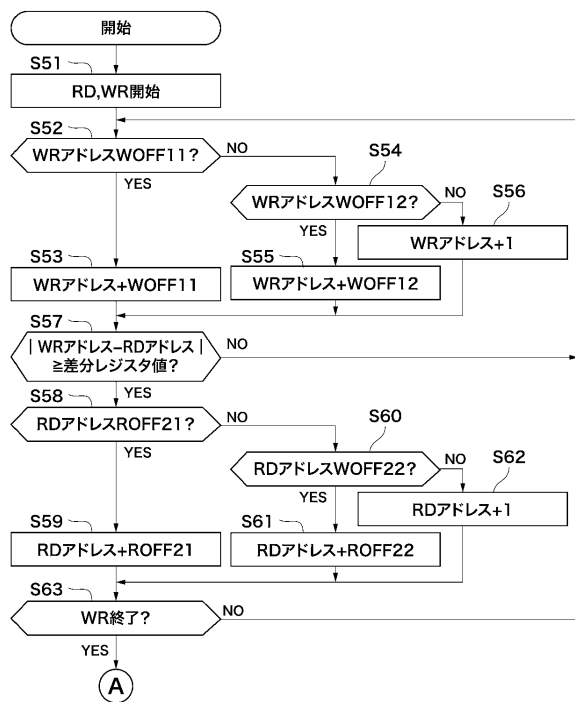 開始
S51
RD,WR開始
S52
WRアドレスWOFF11?
NO
YES
S54
WRアドレスWOFF12?
NO
YES
S56
WRアドレス+1
S53
WRアドレス+WOFF11
S55
WRアドレス+WOFF12
S57
|WRアドレス−RDアドレス|
≧差分レジスタ値?
NO
YES
S58
RDアドレスROFF21?
NO
YES
S60
RDアドレスWOFF22?
NO
YES
S62
RDアドレス+1
S59
RDアドレス+ROFF21
S61
RDアドレス+ROFF22
S63
WR終了?
NO
YES
A